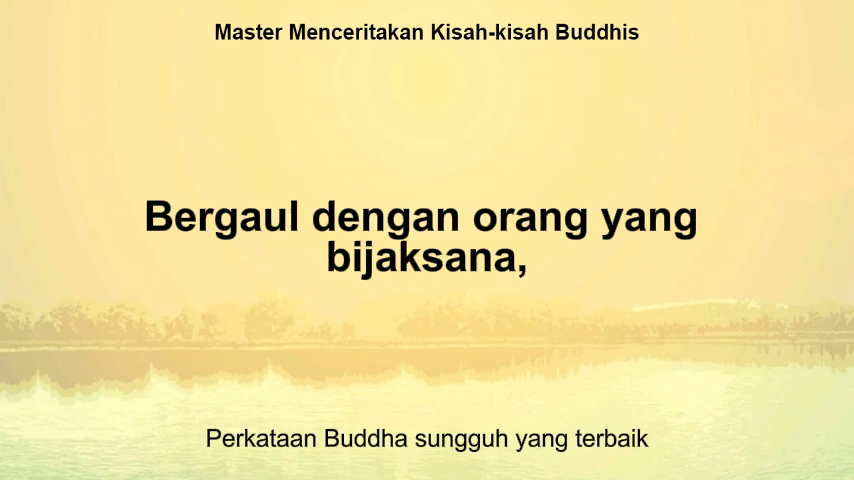 Master Menceritakan Kisah-kisah Buddhis
Bergaul dengan orang yang
bijaksana,
Perkataan Buddha sungguh yang terbaik